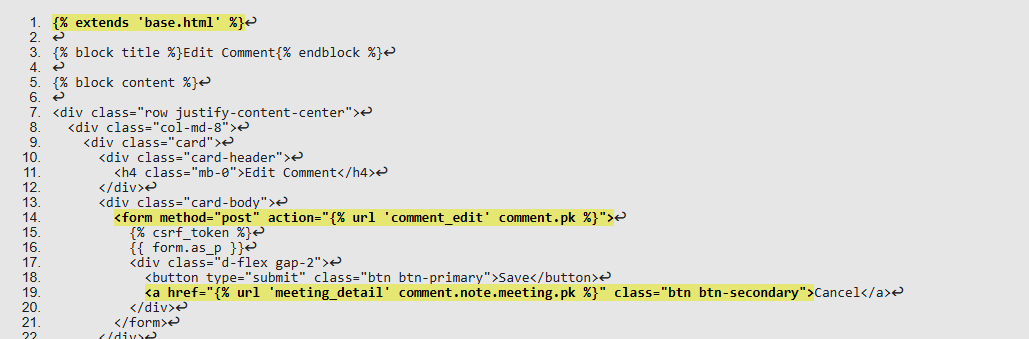 1. {% extends 'base.html' %}↩
2. ↩
3. {% block title %}Edit Comment{% endblock %}↩
4. ↩
5. {% block content %}↩
6. ↩
7. <div class="row justify-content-center">↩
8. <div class="col-md-8">↩
9. <div class="card">↩
10. <div class="card-header">↩
11. <h4 class="mb-0">Edit Comment</h4>↩
12. </div>↩
13. <div class="card-body">↩
14. <form method="post" action="{% url 'comment_edit' comment.pk %}">↩
15. {% csrf_token %}↩
16. {{ form.as_p }}↩
17. <div class="d-flex gap-2">↩
18. <button type="submit" class="btn btn-primary">Save</button>↩
19. <a href="{% url 'meeting_detail' comment.note.meeting.pk %}" class="btn btn-secondary">Cancel</a>↩
20. </div>↩
21. </form>↩
22. </div>↩